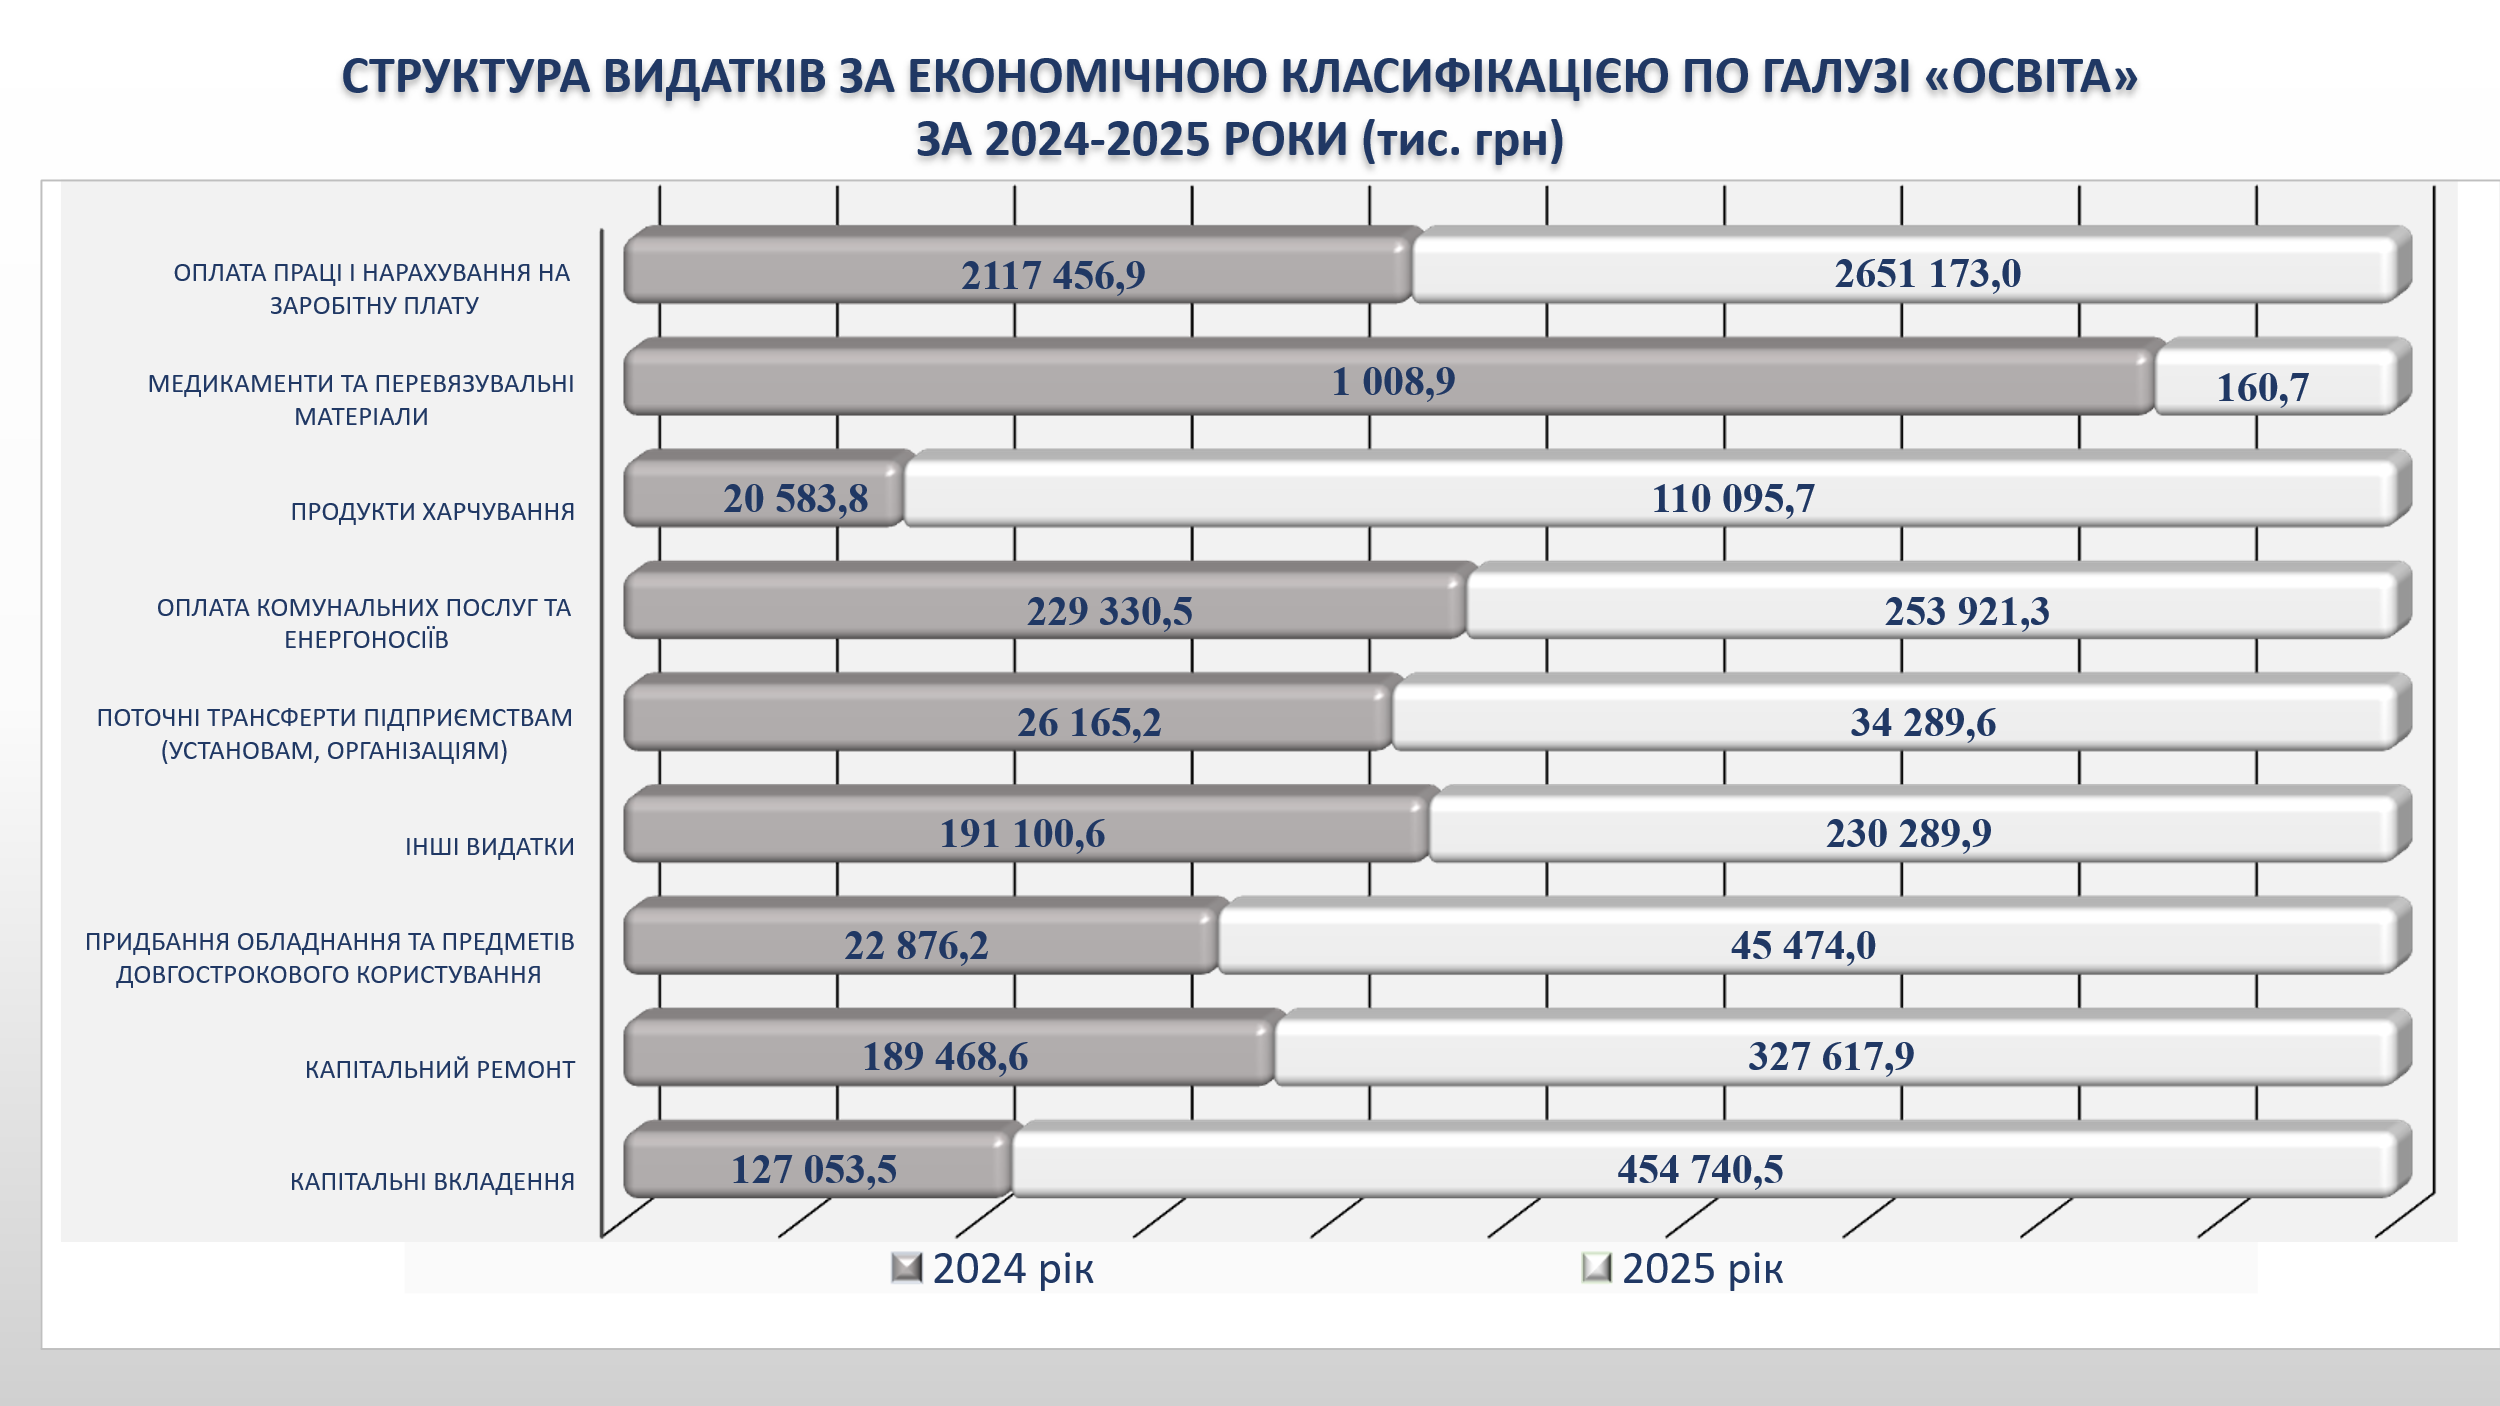 СТРУКТУРА ВИДАТКІВ ЗА ЕКОНОМІЧНОЮ КЛАСИФІКАЦІЄЮ ПО ГАЛУЗІ «ОСВІТА»
ЗА 2024-2025 РОКИ (тис. грн)
ОПЛАТА ПРАЦІ І НАРАХУВАННЯ НА
ЗАРОБІТНУ ПЛАТУ
2117 456,9
2651 173,0
МЕДИКАМЕНТИ ТА ПЕРЕВЯЗУВАЛЬНІ
МАТЕРІАЛИ
1 008,9
160,7
ПРОДУКТИ ХАРЧУВАННЯ
20 583,8
110 095,7
ОПЛАТА КОМУНАЛЬНИХ ПОСЛУГ ТА
ЕНЕРГОНОСІЇВ
229 330,5
253 921,3
ПОТОЧНІ ТРАНСФЕРТИ ПІДПРИЄМСТВАМ
(УСТАНОВАМ, ОРГАНІЗАЦІЯМ)
26 165,2
34 289,6
ІНШІ ВИДАТКИ
191 100,6
230 289,9
ПРИДБАННЯ ОБЛАДНАННЯ ТА ПРЕДМЕТІВ
ДОВГОСТРОКОВОГО КОРИСТУВАННЯ
22 876,2
45 474,0
КАПІТАЛЬНИЙ РЕМОНТ
189 468,6
327 617,9
КАПІТАЛЬНІ ВКЛАДЕННЯ
127 053,5
454 740,5
2024 рік
2025 рік